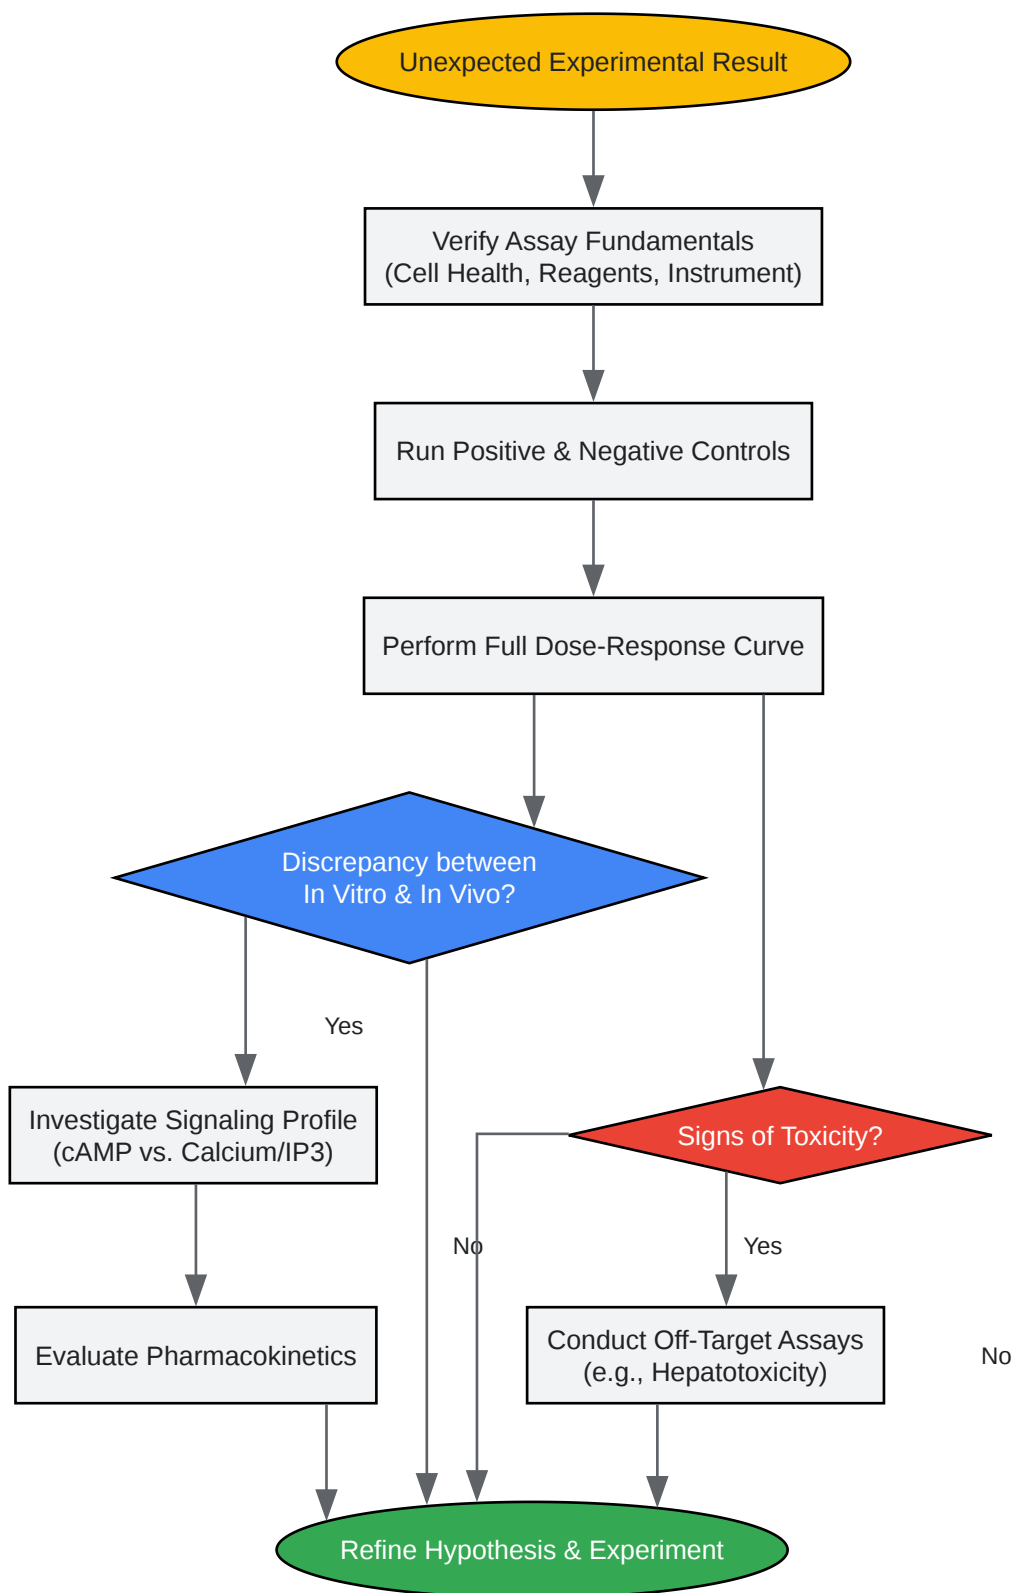 Unexpected Experimental Result
Verify Assay Fundamentals
(Cell Health, Reagents, Instrument)
Run Positive & Negative Controls
Perform Full Dose-Response Curve
Discrepancy between
In Vitro & In Vivo?
Yes
Investigate Signaling Profile
(cAMP vs. Calcium/IP3)
Signs of Toxicity?
No
Yes
Evaluate Pharmacokinetics
Conduct Off-Target Assays
(e.g., Hepatotoxicity)
No
Refine Hypothesis & Experiment